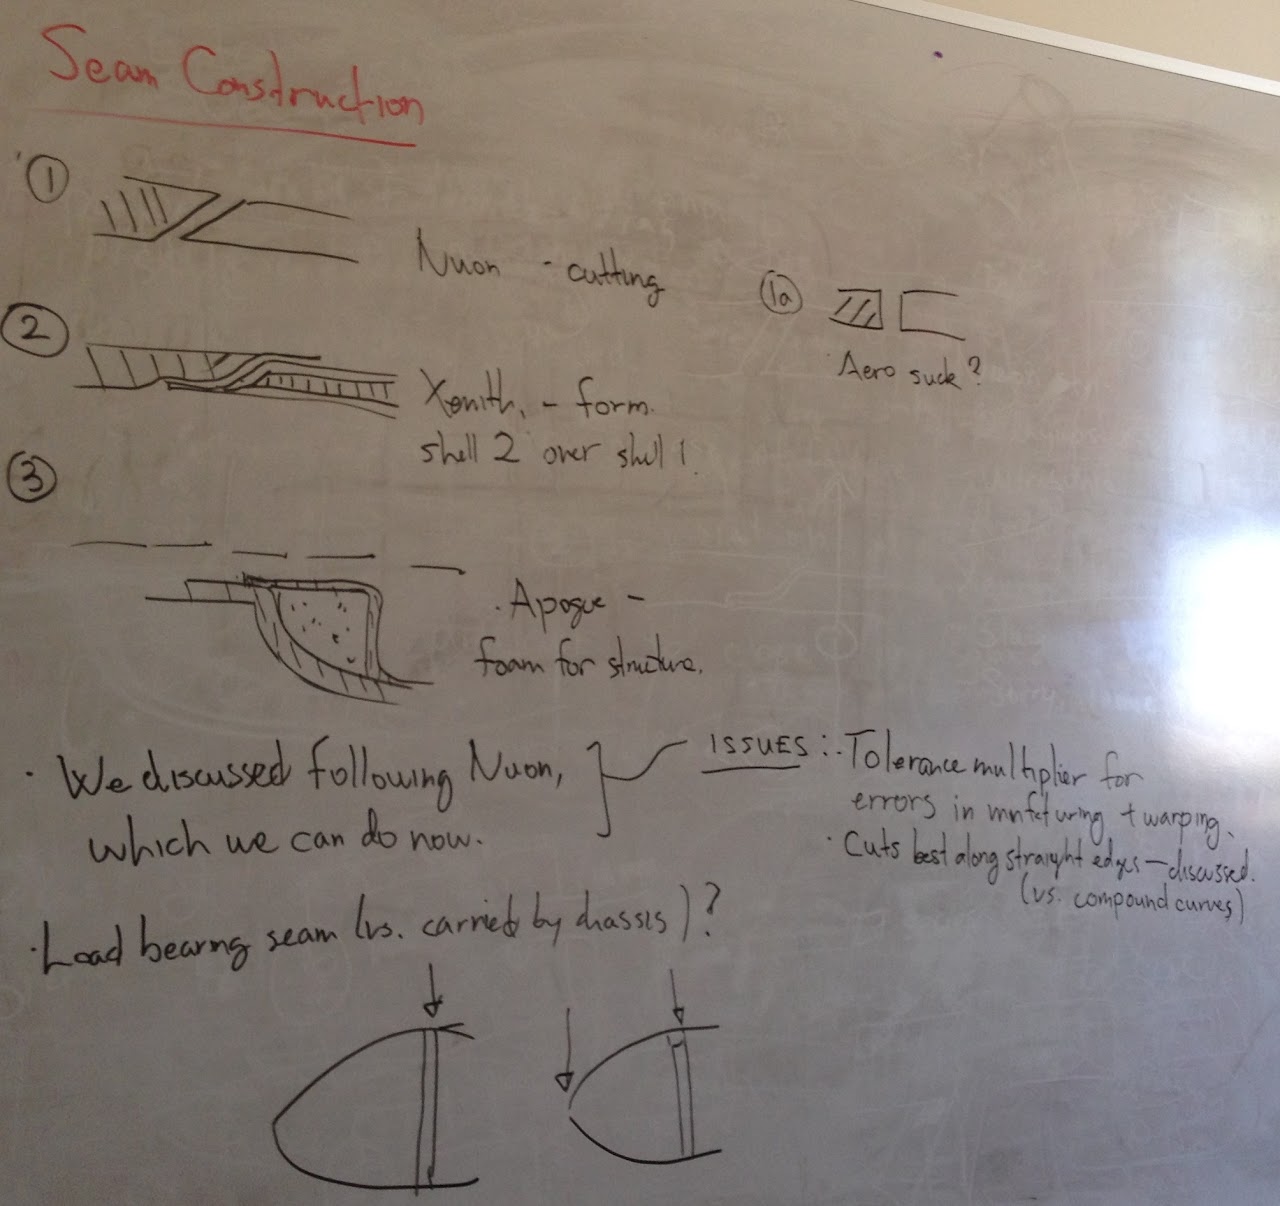 Seam Construction
①
Nuon - cutting
1a
Aero suck?
②
Xenith, - form.
shell 2 over shell 1.
③
. Apogue -
foam for structure.
· We discussed following Nuon,
which we can do now.
ISSUES : · Tolerance multiplier for
errors in mnfcturing + warping.
· Cuts best along straight edges - discussed.
(vs. compound curves)
· Load bearing seam (vs. carried by chassis)?